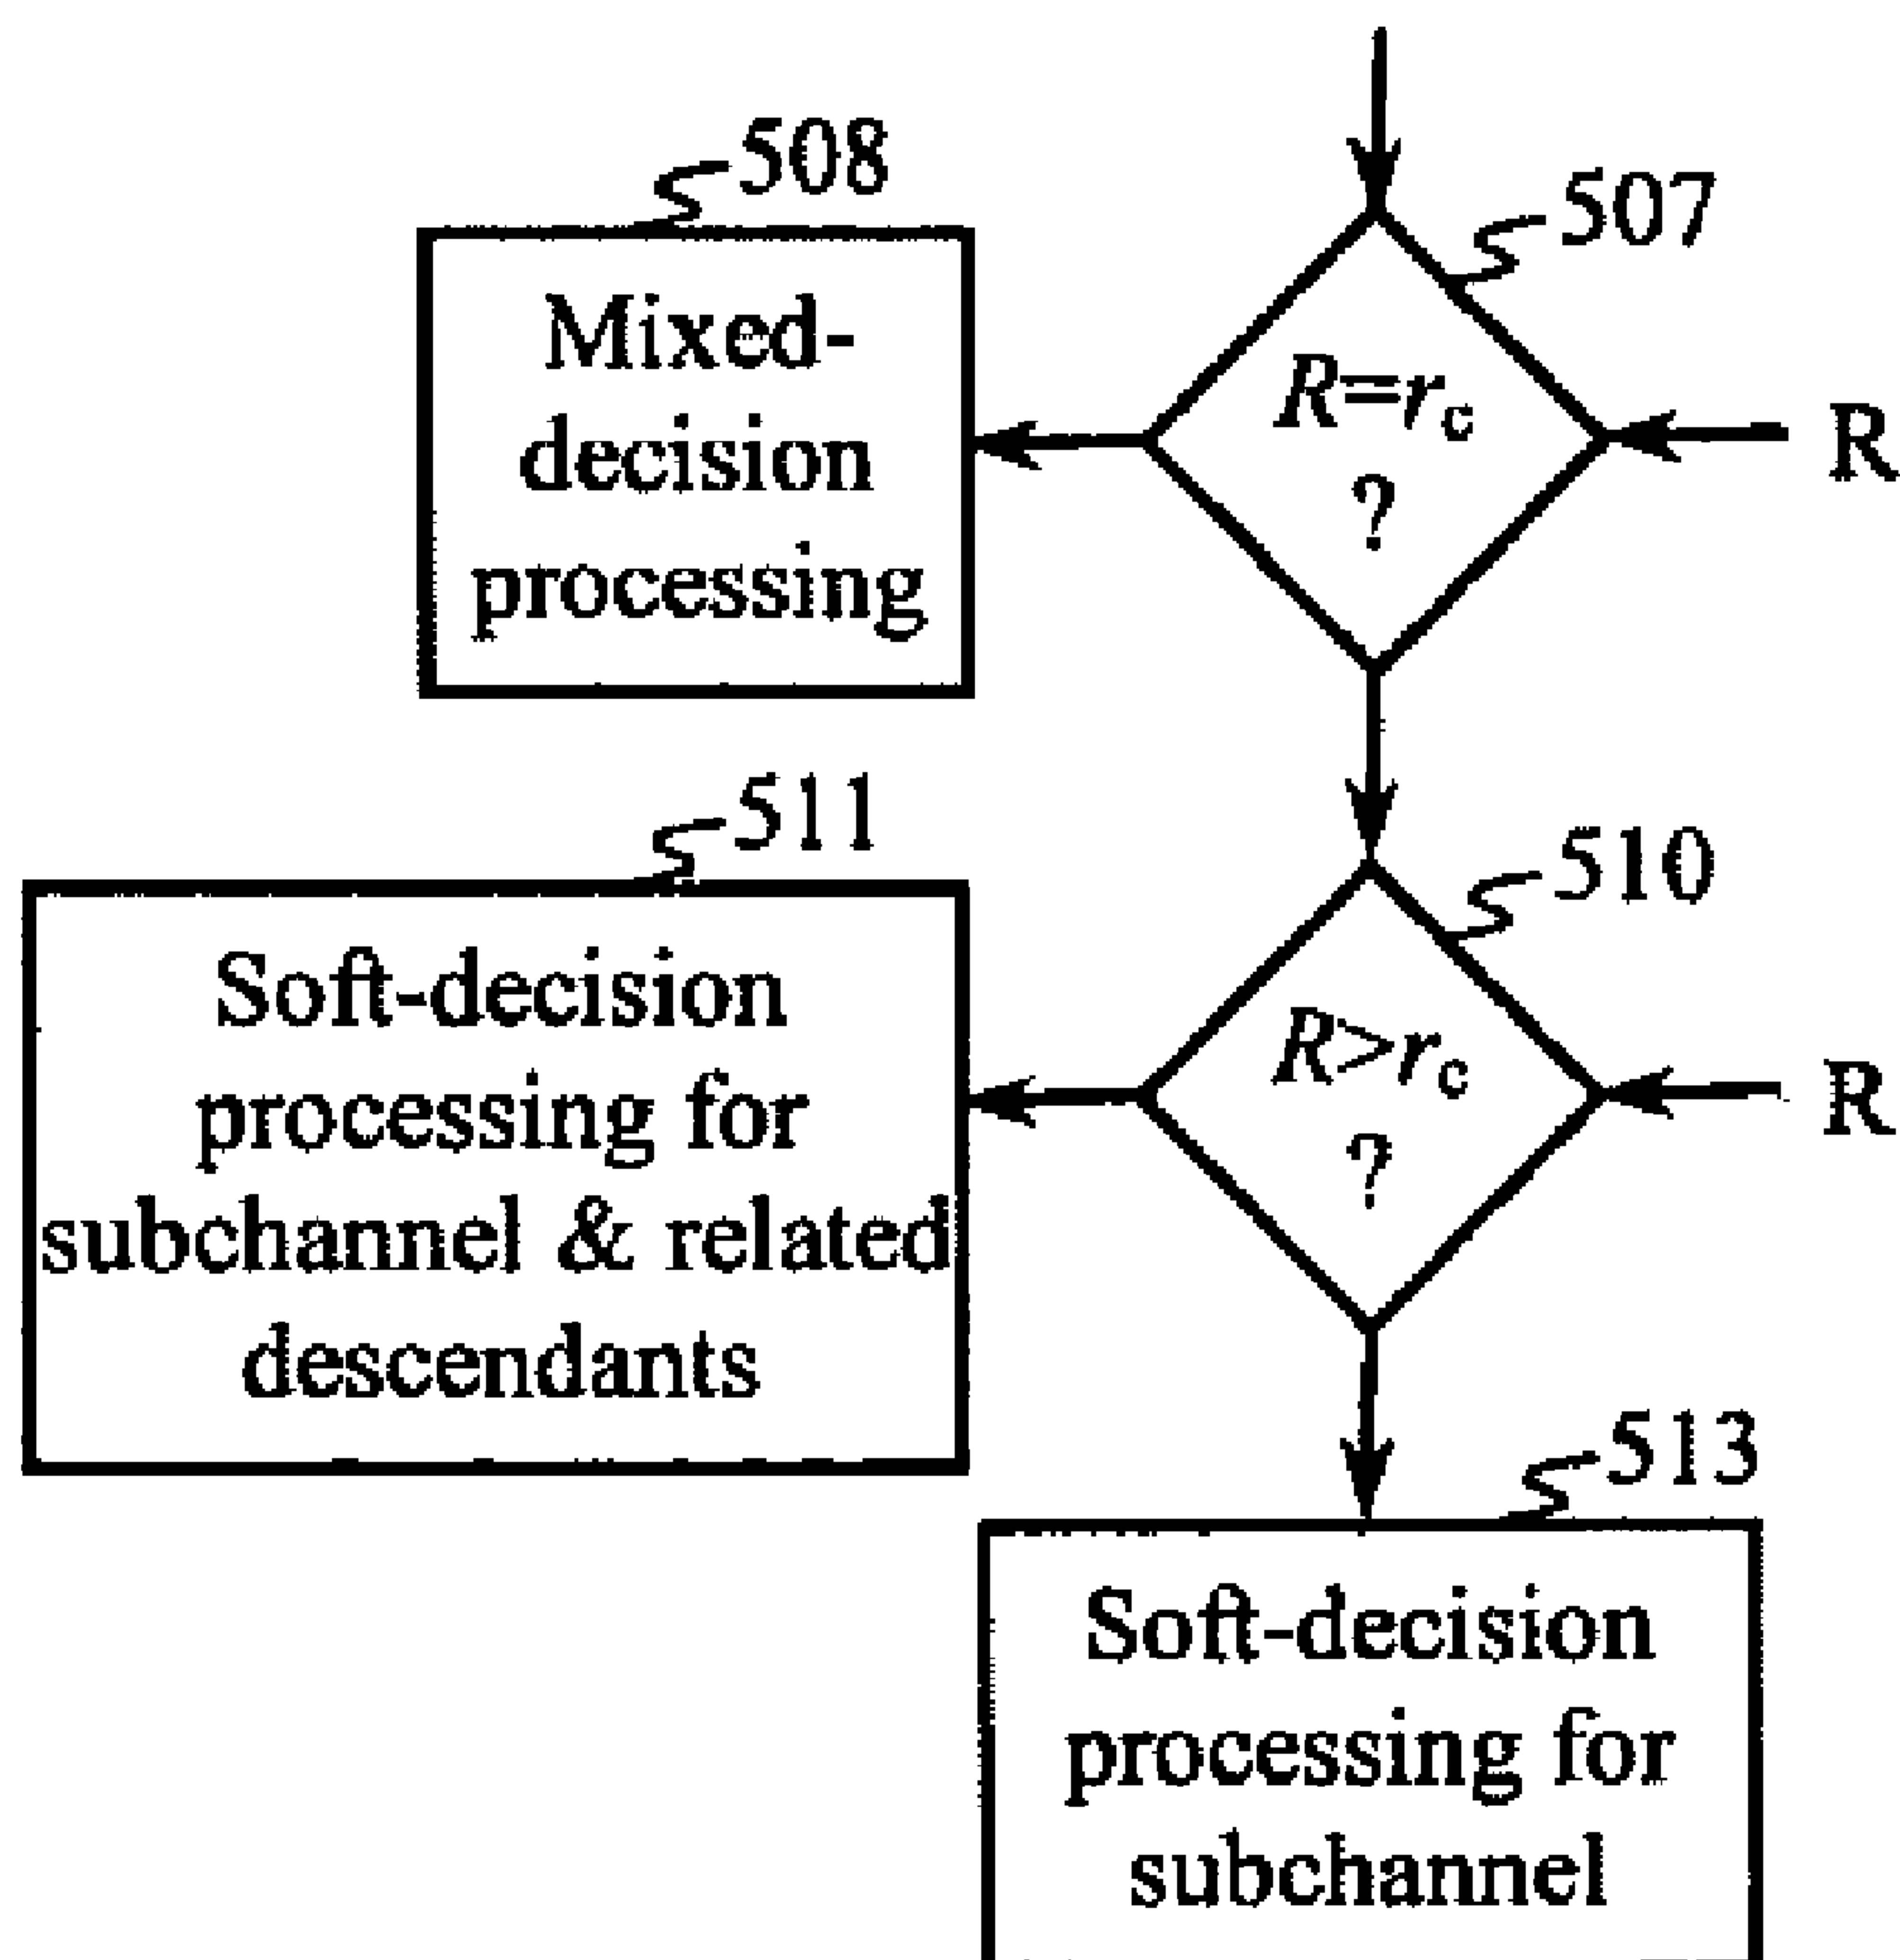 508
507
Mixed-
decision
processing
R=rc
?
R
511
510
Soft-decision
processing for
subchannel & related
descendants
R>rc
?
R
513
Soft-decision
processing for
subchannel